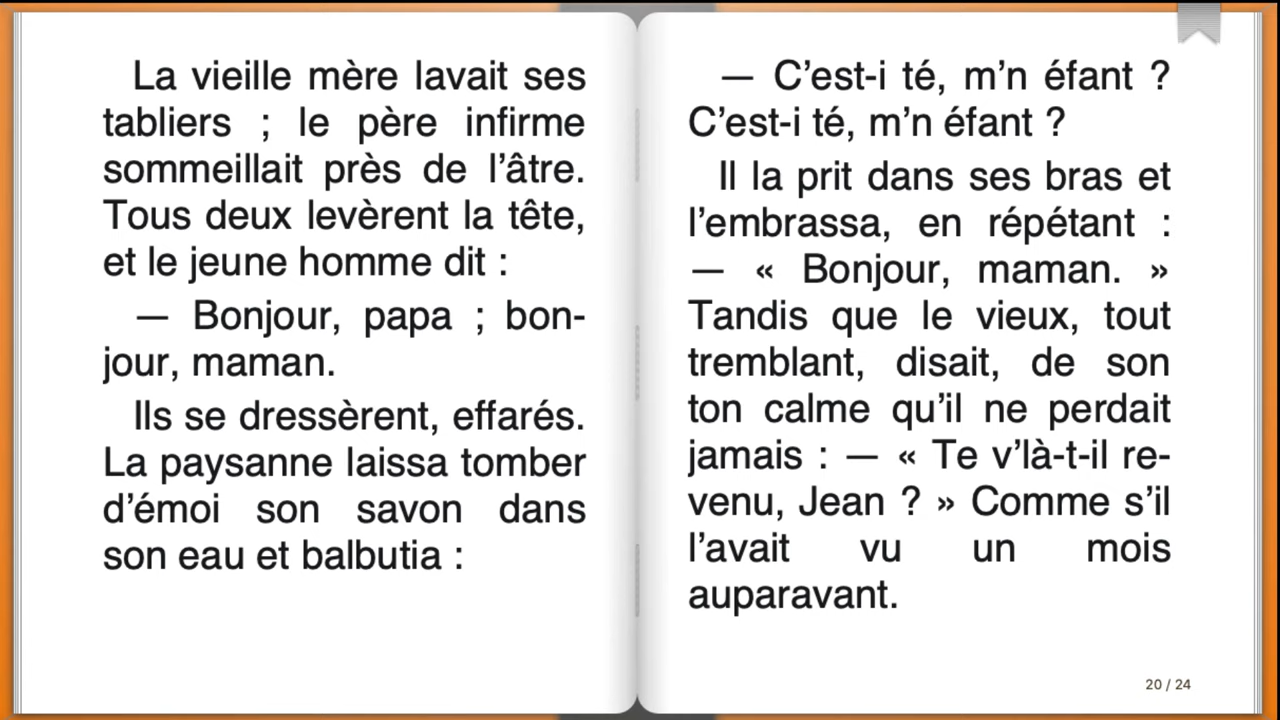 La vieille mère lavait ses
tabliers ; le père infirme
sommeillait près de l’âtre.
Tous deux levèrent la tête,
et le jeune homme dit :
— Bonjour, papa ; bon-
jour, maman.
Ils se dressèrent, effarés.
La paysanne laissa tomber
d’émoi son savon dans
son eau et balbutia :
— C’est-i té, m’n éfant ?
C’est-i té, m’n éfant ?
Il la prit dans ses bras et
l’embrassa, en répétant :
— « Bonjour, maman. »
Tandis que le vieux, tout
tremblant, disait, de son
ton calme qu’il ne perdait
jamais : — « Te v’là-t-il re-
venu, Jean ? » Comme s’il
l’avait vu un mois
auparavant.
20 / 24